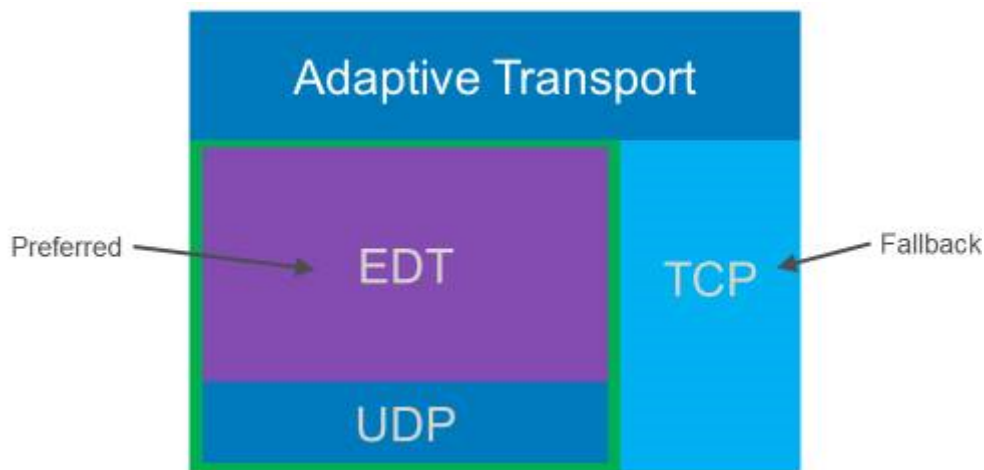 Adaptive Transport
Preferred
EDT
TCP
Fallback
UDP